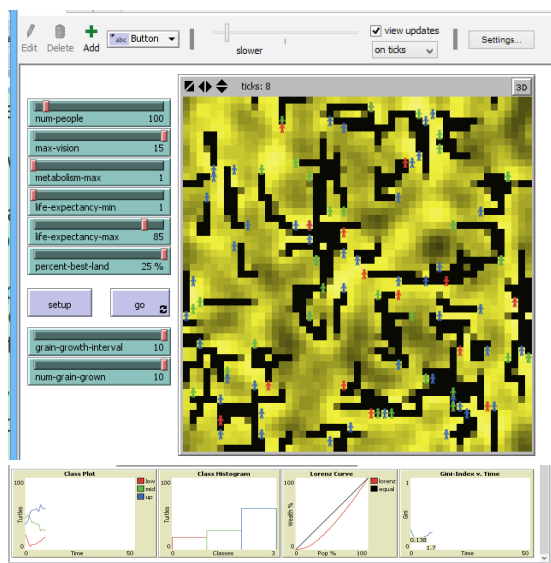 Edit
Delete
Add
abc Button
slower
view updates
on ticks
Settings...
ticks: 8
3D
num-people 100
max-vision 15
metabolism-max 1
life-expectancy-min 1
life-expectancy-max 85
percent-best-land 25 %
setup
go
grain-growth-interval 10
num-grain-grown 10
Class Plot
100
Turtles
0
Time
50
low
mid
up
Class Histogram
100
Turtles
0
0
Classes
3
Lorenz Curve
100
Wealth %
0
0
Pop %
100
lorenz
equal
Gini-Index v. Time
1
Gini
0
0.138
1.7
0
Time
50